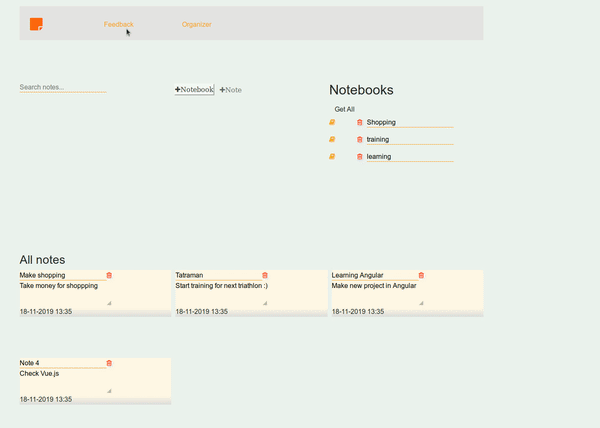 Feedback
Organizer
Search notes...
+Notebook +Note
Notebooks
Get All
Shopping
training
learning
All notes
Make shopping
Take money for shoppping
18-11-2019 13:35
Tatraman
Start training for next triathlon :)
18-11-2019 13:35
Learning Angular
Make new project in Angular
18-11-2019 13:35
Note 4
Check Vue.js
18-11-2019 13:35